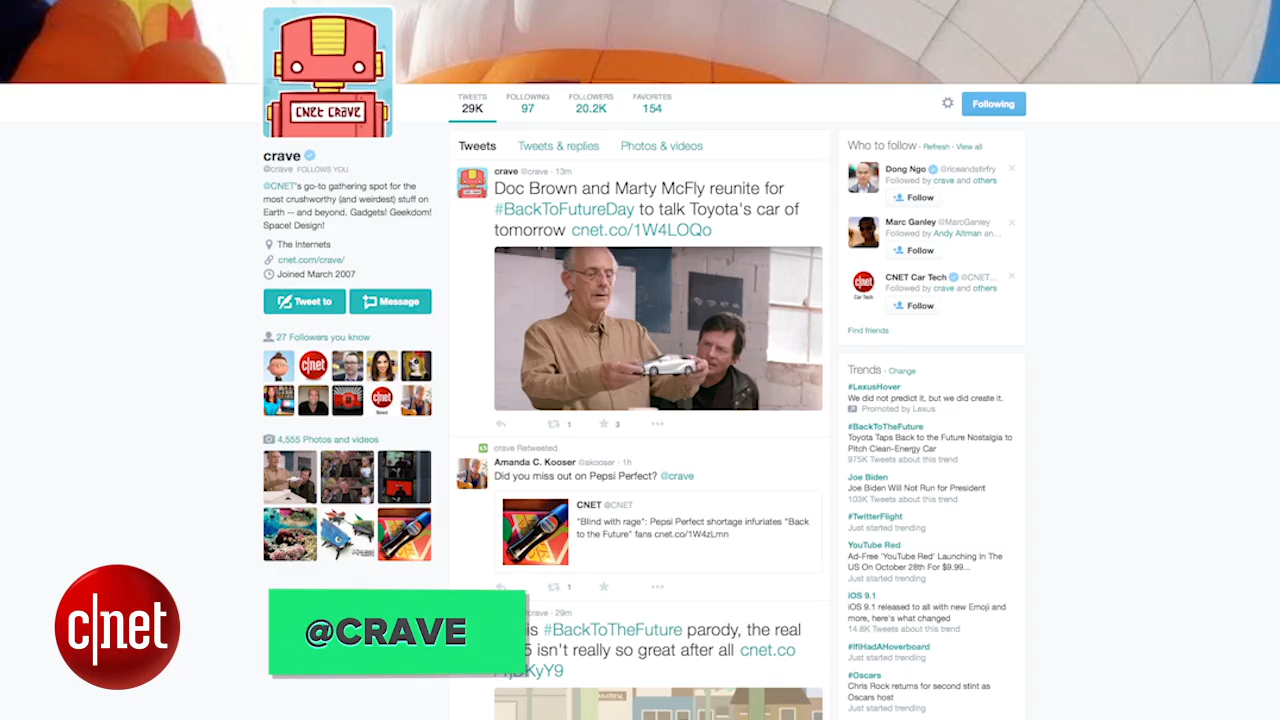 CNET CRAVE
TWEETS
29K
FOLLOWING
97
FOLLOWERS
20.2K
FAVORITES
154
Following
crave
@crave FOLLOWS YOU
@CNET's go-to gathering spot for the
most crushworthy (and weirdest) stuff on
Earth -- and beyond. Gadgets! Geekdom!
Space! Design!
The Internets
cnet.com/crave/
Joined March 2007
Tweet to
Message
27 Followers you know
c|net
c|net
News
4,555 Photos and videos
Tweets
Tweets & replies
Photos & videos
crave @crave · 13m
Doc Brown and Marty McFly reunite for
#BackToFutureDay to talk Toyota's car of
tomorrow cnet.co/1W4LOQo
1
3
crave Retweeted
Amanda C. Kooser @akooser · 1h
Did you miss out on Pepsi Perfect? @crave
CNET @CNET
"Blind with rage": Pepsi Perfect shortage infuriates "Back
to the Future" fans cnet.co/1W4zLmn
1
crave · 29m
is #BackToTheFuture parody, the real
5 isn't really so great after all cnet.co
KyY9
Who to follow · Refresh · View all
Dong Ngo @riceandstirfry
Followed by crave and others
Follow
Marc Ganley @MarcGanley
Followed by Andy Altman an...
Follow
c|net
Car Tech
CNET Car Tech @CNET...
Followed by crave and others
Follow
Find friends
Trends · Change
#LexusHover
We did not predict it, but we did create it.
Promoted by Lexus
#BackToTheFuture
Toyota Taps Back to the Future Nostalgia to
Pitch Clean-Energy Car
975K Tweets about this trend
Joe Biden
Joe Biden Will Not Run for President
103K Tweets about this trend
#TwitterFlight
Just started trending
YouTube Red
Ad-Free 'YouTube Red' Launching In The
US On October 28th For $9.99...
Just started trending
iOS 9.1
iOS 9.1 released to all with new Emoji and
more, here's what changed
14.8K Tweets about this trend
#IfIHadAHoverboard
Just started trending
#Oscars
Chris Rock returns for second stint as
Oscars host
Just started trending
c|net
@CRAVE